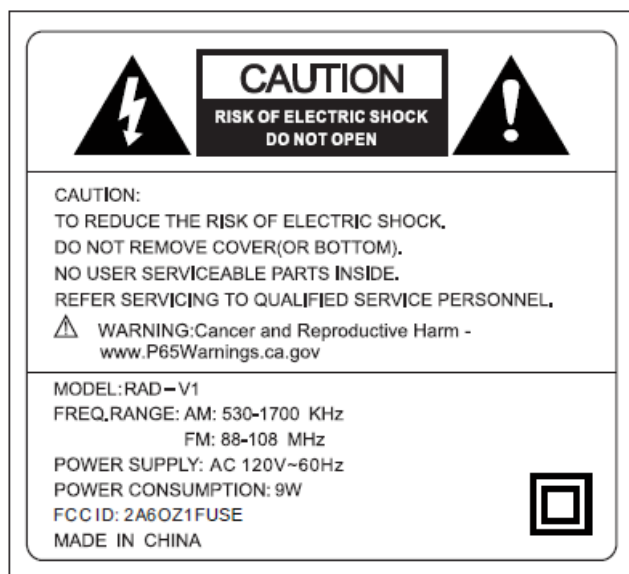 CAUTION
RISK OF ELECTRIC SHOCK
DO NOT OPEN
CAUTION:
TO REDUCE THE RISK OF ELECTRIC SHOCK.
DO NOT REMOVE COVER(OR BOTTOM).
NO USER SERVICEABLE PARTS INSIDE.
REFER SERVICING TO QUALIFIED SERVICE PERSONNEL.
WARNING:Cancer and Reproductive Harm -
www.P65Warnings.ca.gov
MODEL:RAD-V1
FREQ.RANGE: AM: 530-1700 KHz
FM: 88-108 MHz
POWER SUPPLY: AC 120V~60Hz
POWER CONSUMPTION: 9W
FCC ID: 2A6OZ1FUSE
MADE IN CHINA